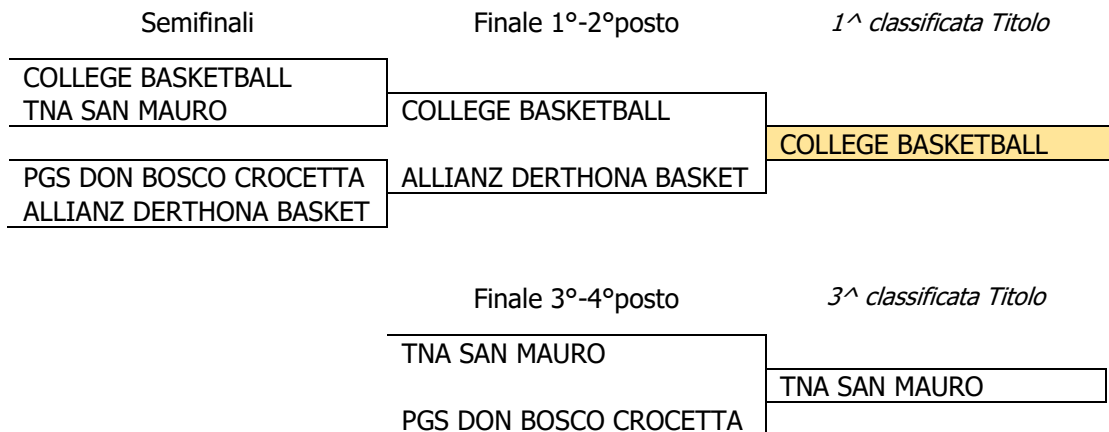 Semifinali Finale 1°-2°posto 1^ classificata Titolo
COLLEGE BASKETBALL
TNA SAN MAURO COLLEGE BASKETBALL
COLLEGE BASKETBALL
PGS DON BOSCO CROCETTA ALLIANZ DERTHONA BASKET
ALLIANZ DERTHONA BASKET
Finale 3°-4°posto 3^ classificata Titolo
TNA SAN MAURO
TNA SAN MAURO
PGS DON BOSCO CROCETTA